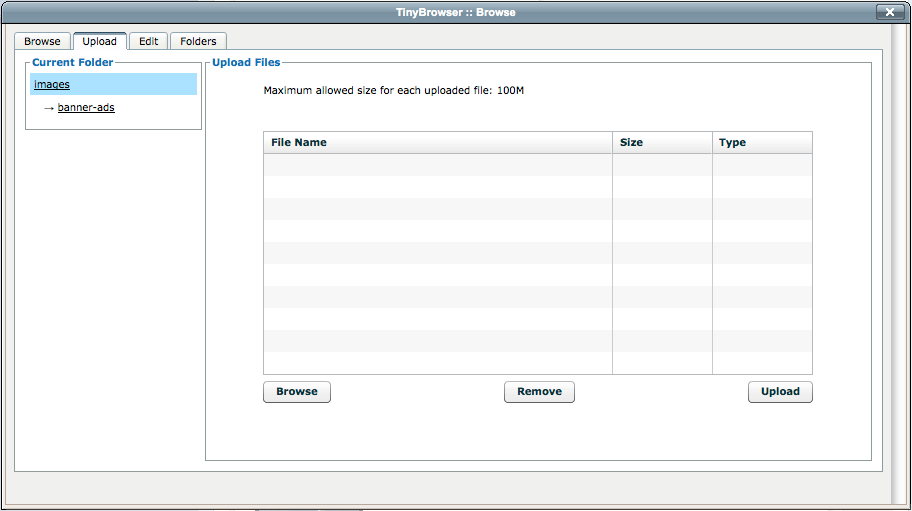 TinyBrowser :: Browse
Browse Upload Edit Folders
Current Folder
images
→ banner-ads
Upload Files
Maximum allowed size for each uploaded file: 100M
File Name Size Type
Browse Remove Upload